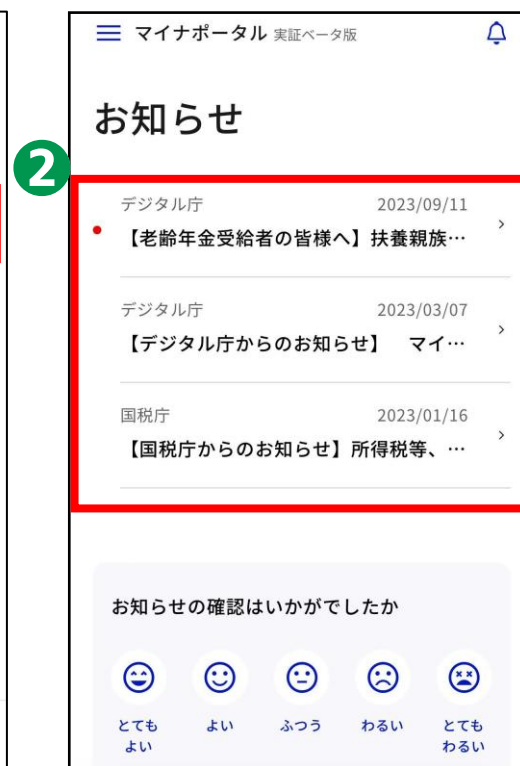 マイナポータル 実証ベータ版
お知らせ
2
デジタル庁 2023/09/11
【老齢年金受給者の皆様へ】扶養親族…
デジタル庁 2023/03/07
【デジタル庁からのお知らせ】　マイ…
国税庁 2023/01/16
【国税庁からのお知らせ】所得税等、…
お知らせの確認はいかがでしたか
とても よい ふつう わるい とても
よい わるい